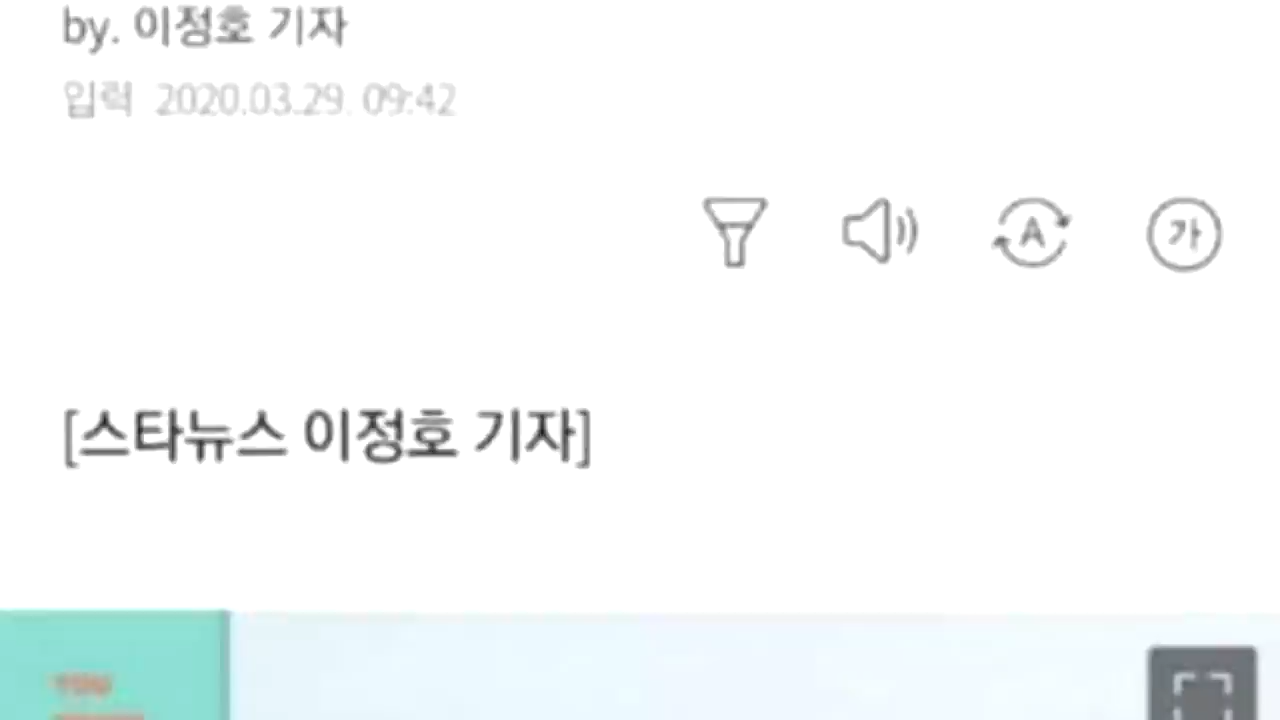 by. 이정호 기자
입력 2020.03.29. 09:42
A
가
[스타뉴스 이정호 기자]
YOU